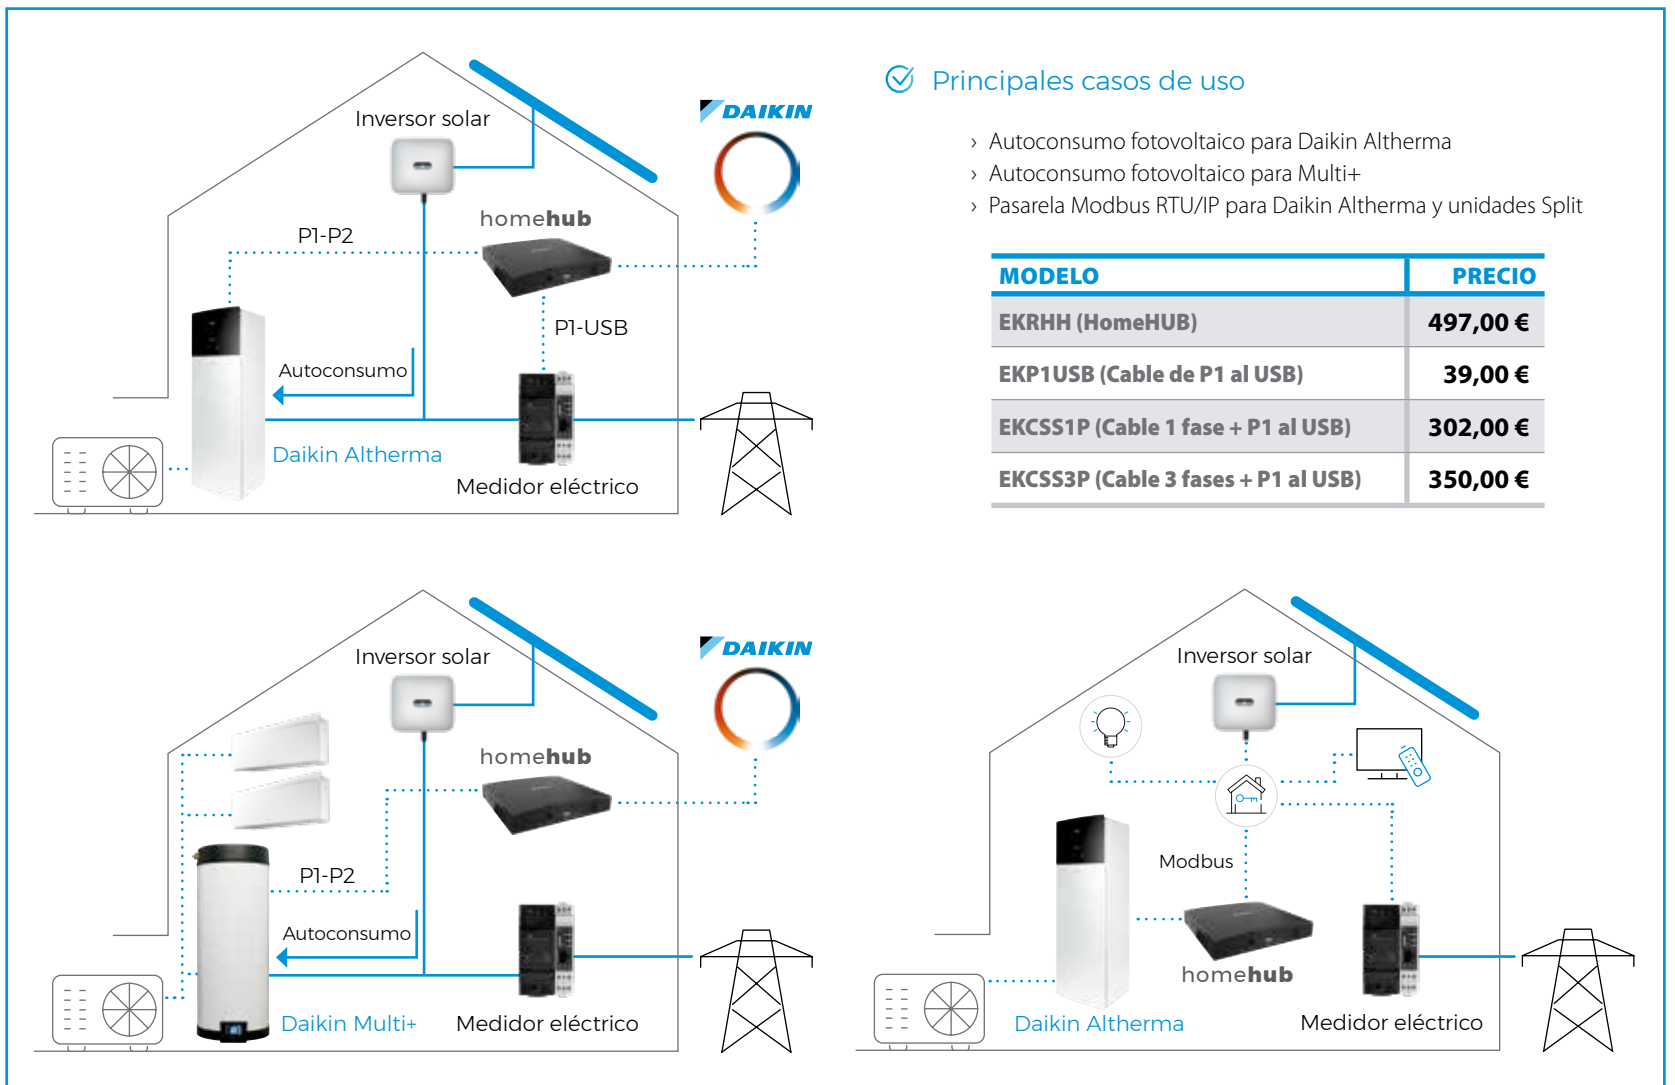 Inversor solar
DAIKIN
homehub
P1-P2
P1-USB
Autoconsumo
Daikin Altherma
Medidor eléctrico
Principales casos de uso
› Autoconsumo fotovoltaico para Daikin Altherma
› Autoconsumo fotovoltaico para Multi+
› Pasarela Modbus RTU/IP para Daikin Altherma y unidades Split
MODELO PRECIO
EKRHH (HomeHUB) 497,00 €
EKP1USB (Cable de P1 al USB) 39,00 €
EKCSS1P (Cable 1 fase + P1 al USB) 302,00 €
EKCSS3P (Cable 3 fases + P1 al USB) 350,00 €
Inversor solar
DAIKIN
homehub
P1-P2
Autoconsumo
Daikin Multi+
Medidor eléctrico
Inversor solar
Modbus
homehub
Daikin Altherma
Medidor eléctrico